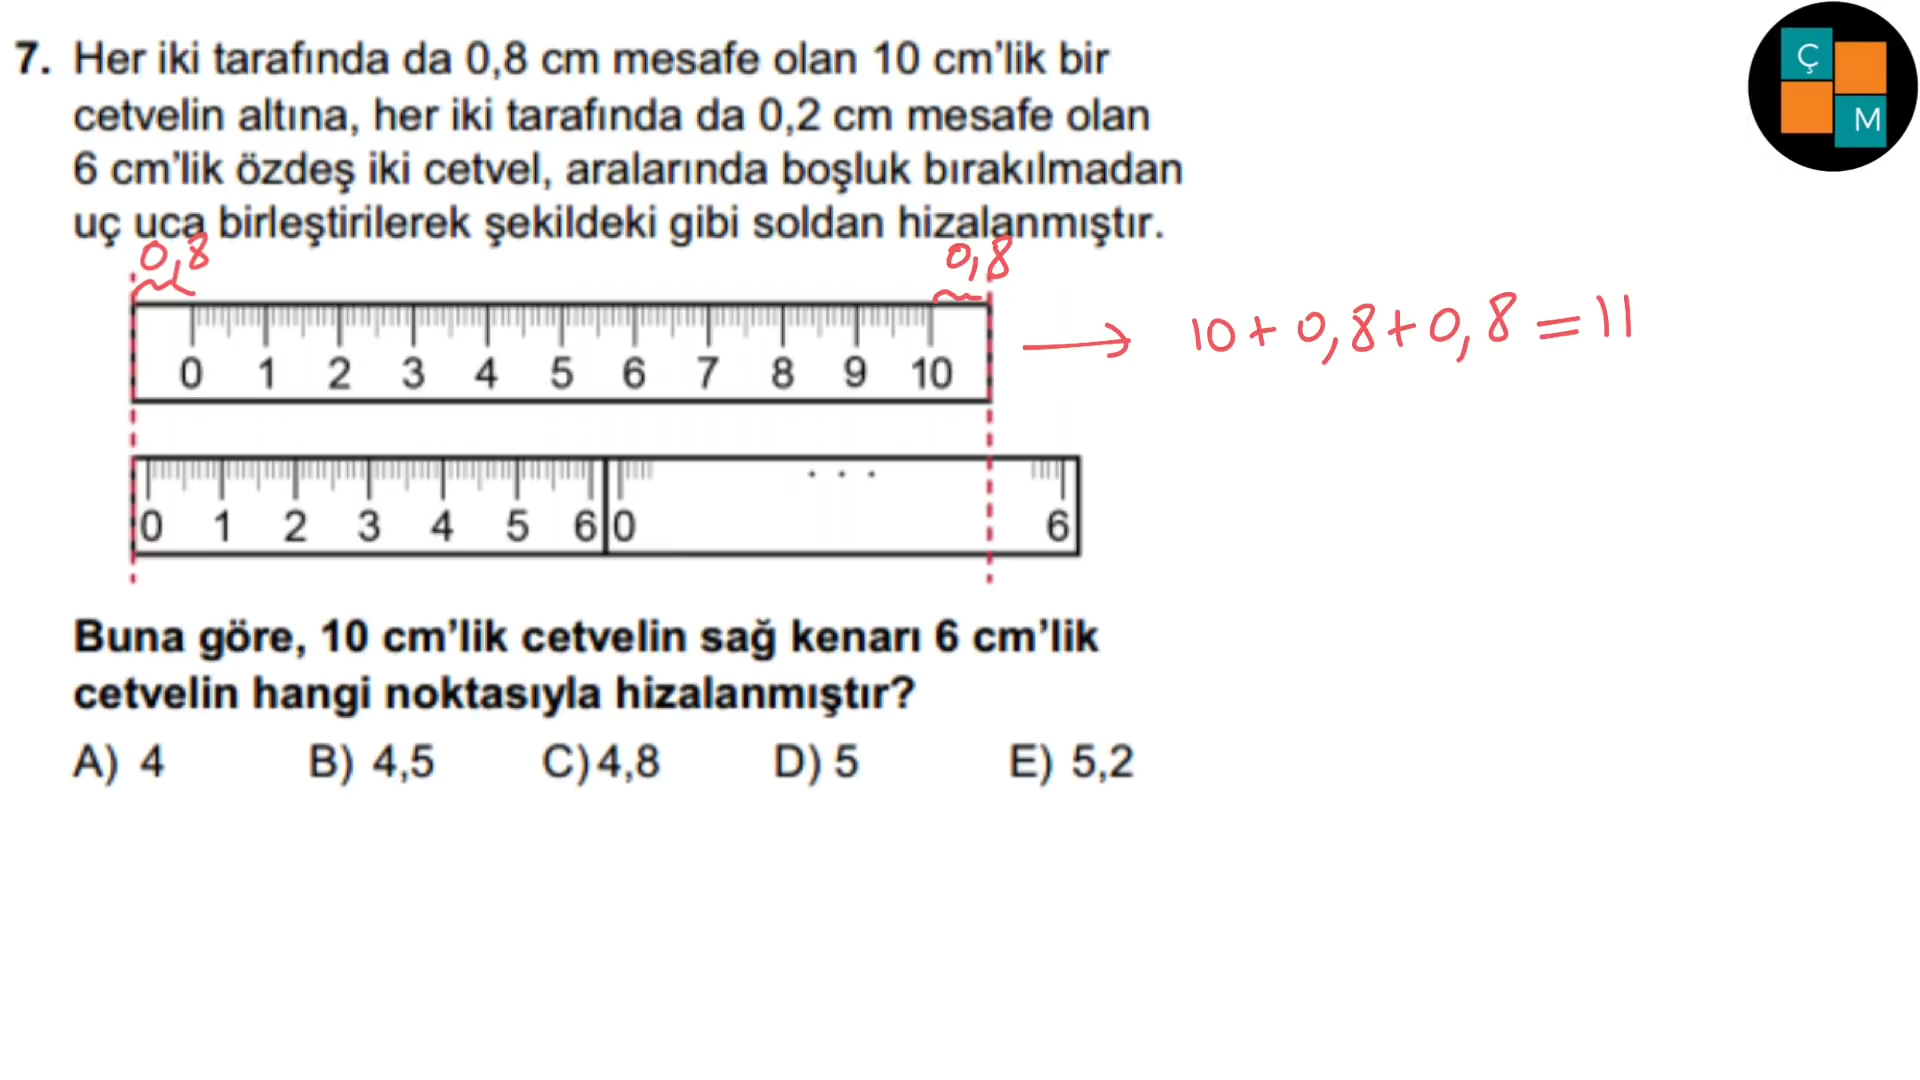 Ç
M
7. Her iki tarafında da 0,8 cm mesafe olan 10 cm'lik bir
cetvelin altına, her iki tarafında da 0,2 cm mesafe olan
6 cm'lik özdeş iki cetvel, aralarında boşluk bırakılmadan
uç uca birleştirilerek şekildeki gibi soldan hizalanmıştır.
0,8 0,8
0 1 2 3 4 5 6 7 8 9 10
10+0,8+0,8=11
0 1 2 3 4 5 6 0 ... 6
Buna göre, 10 cm'lik cetvelin sağ kenarı 6 cm'lik
cetvelin hangi noktasıyla hizalanmıştır?
A) 4 B) 4,5 C) 4,8 D) 5 E) 5,2